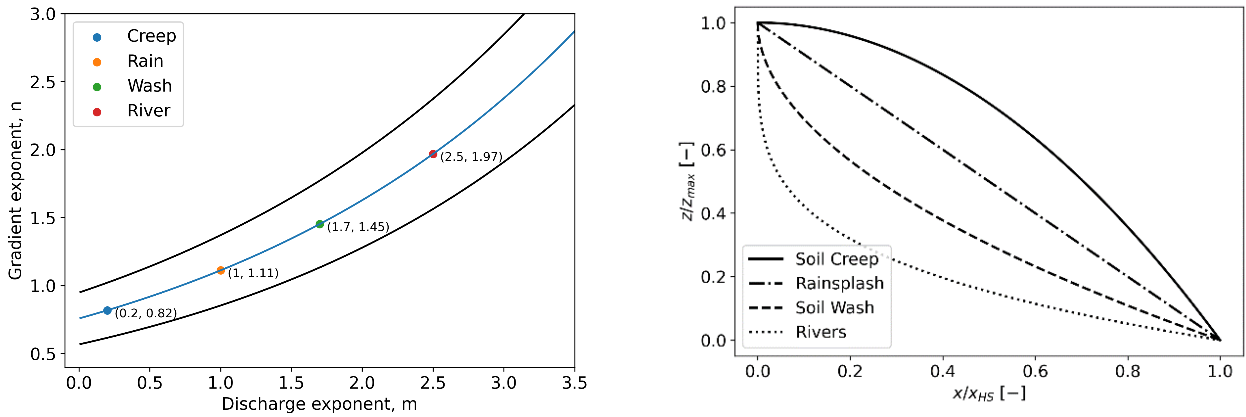 3.0
2.5
2.0
1.5
1.0
0.5
Gradient exponent, n
Creep
Rain
Wash
River
(2.5, 1.97)
(1.7, 1.45)
(1, 1.11)
(0.2, 0.82)
0.0 0.5 1.0 1.5 2.0 2.5 3.0 3.5
Discharge exponent, m
1.0
0.8
0.6
0.4
0.2
0.0
z/z_max [−]
Soil Creep
Rainsplash
Soil Wash
Rivers
0.0 0.2 0.4 0.6 0.8 1.0
x/x_HS [−]